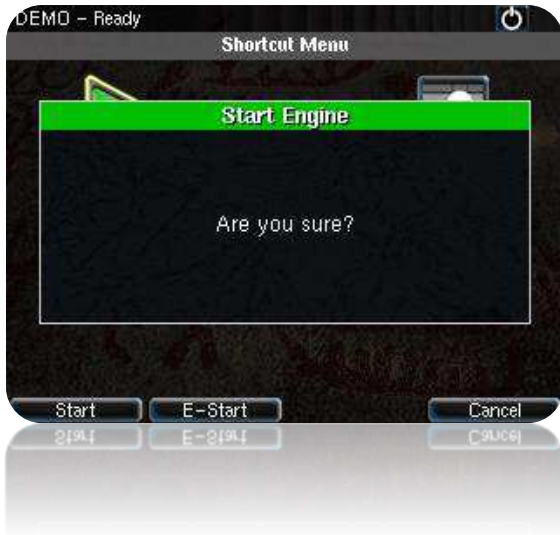 DEMO - Ready
Shortcut Menu
Start Engine
Are you sure?
Start E-Start Cancel